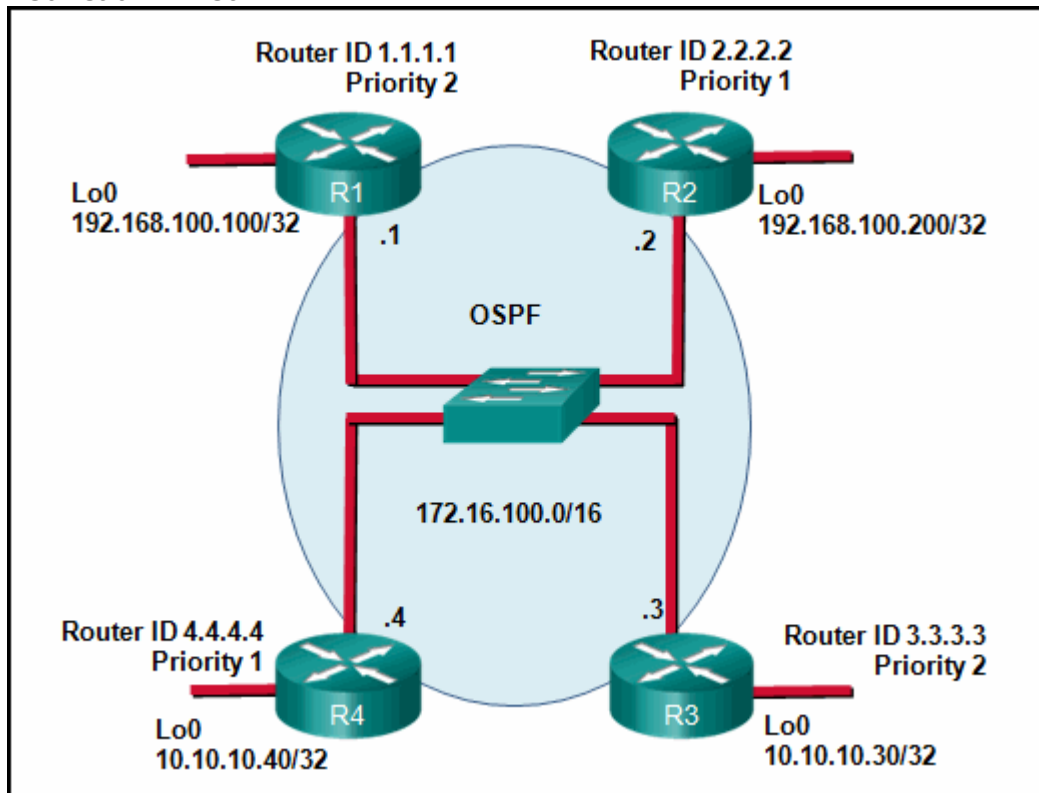 Router ID 1.1.1.1
Priority 2
Router ID 2.2.2.2
Priority 1
R1
R2
Lo0
192.168.100.100/32
Lo0
192.168.100.200/32
.1
.2
OSPF
172.16.100.0/16
.4
.3
Router ID 4.4.4.4
Priority 1
Router ID 3.3.3.3
Priority 2
R4
R3
Lo0
10.10.10.40/32
Lo0
10.10.10.30/32